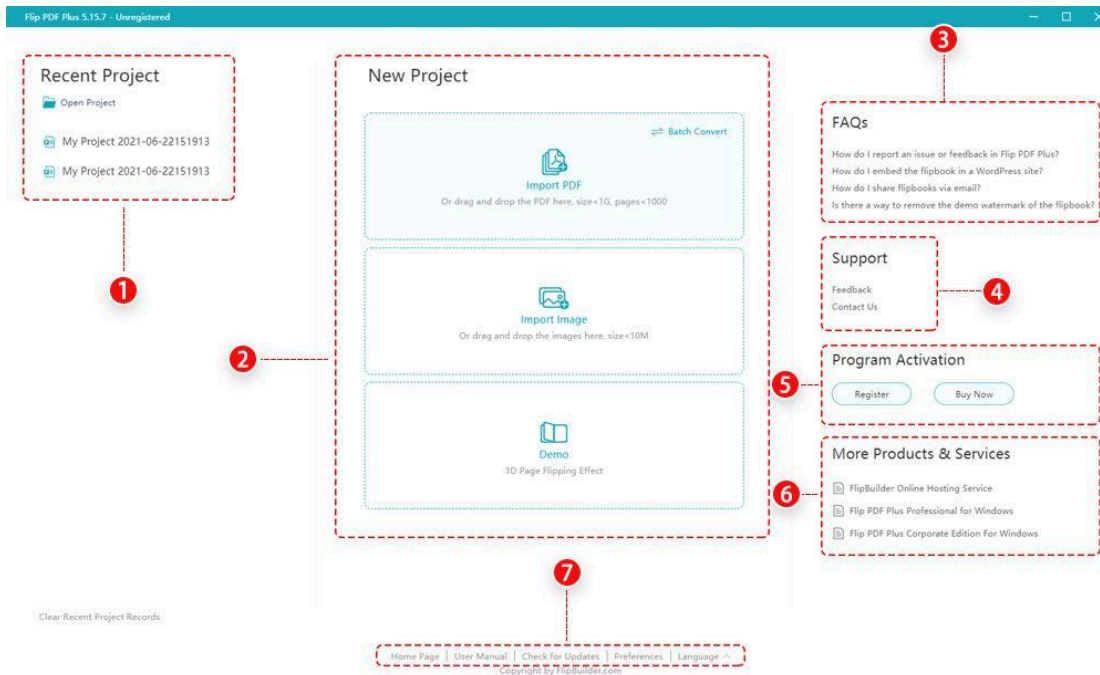 Flip PDF Plus 5.15.7 - Unregistered
Recent Project
Open Project
My Project 2021-06-22151913
My Project 2021-06-22151913
1
Clear Recent Project Records
2
New Project
Batch Convert
Import PDF
Or drag and drop the PDF here, size<1G, pages<1000
Import Image
Or drag and drop the images here, size<10M
Demo
3D Page Flipping Effect
3
FAQs
How do I report an issue or feedback in Flip PDF Plus?
How do I embed the flipbook in a WordPress site?
How do I share flipbooks via email?
Is there a way to remove the demo watermark of the flipbook?
Support
Feedback
Contact Us
4
5
Program Activation
Register
Buy Now
6
More Products & Services
FlipBuilder Online Hosting Service
Flip PDF Plus Professional for Windows
Flip PDF Plus Corporate Edition For Windows
7
Home Page | User Manual | Check for Updates | Preferences | Language
Copyright by FlipBuilder.com